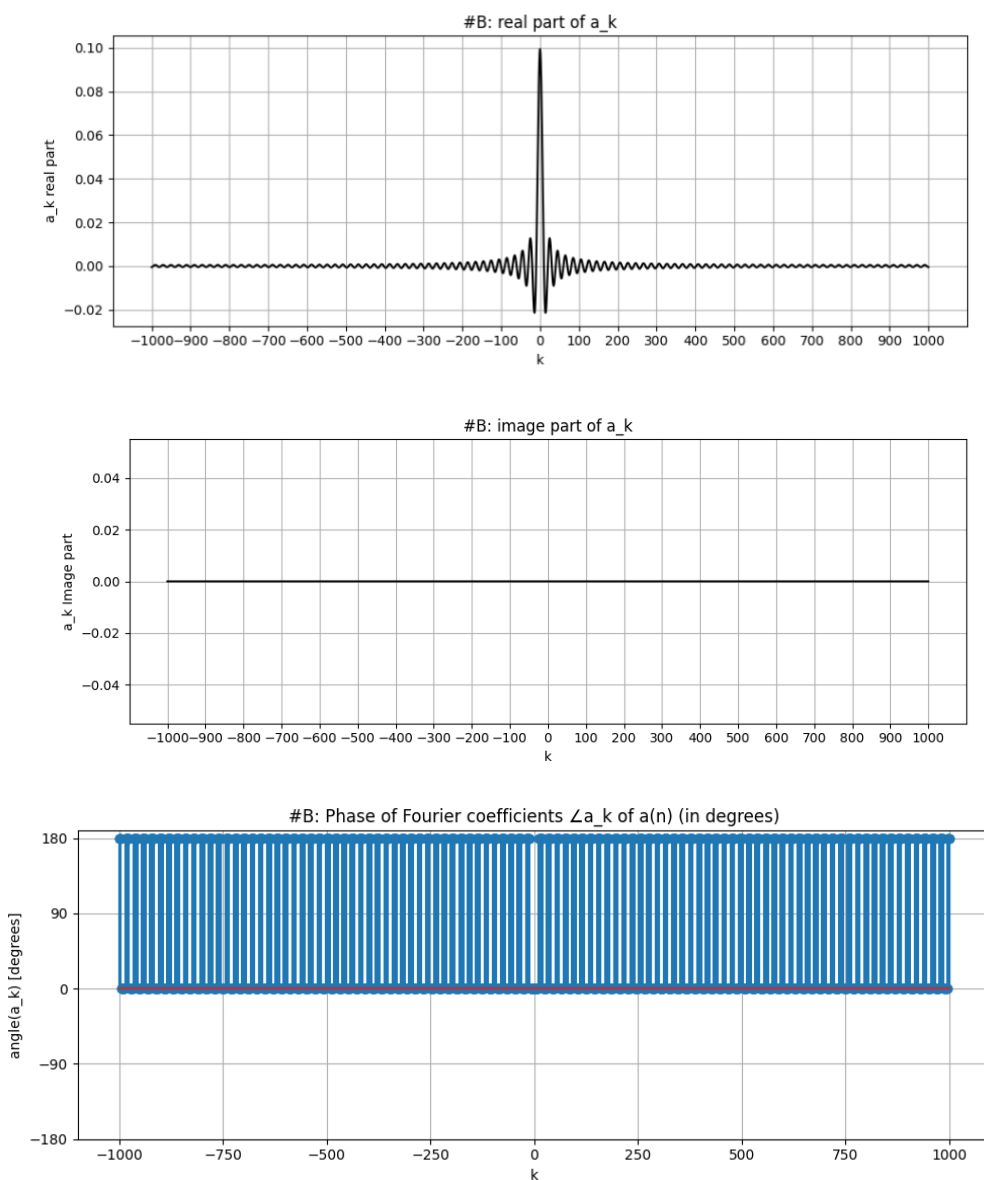 #B: real part of a_k
a_k real part
0.10
0.08
0.06
0.04
0.02
0.00
−0.02
−1000 −900 −800 −700 −600 −500 −400 −300 −200 −100 0 100 200 300 400 500 600 700 800 900 1000
k
#B: image part of a_k
a_k Image part
0.04
0.02
0.00
−0.02
−0.04
−1000 −900 −800 −700 −600 −500 −400 −300 −200 −100 0 100 200 300 400 500 600 700 800 900 1000
k
#B: Phase of Fourier coefficients ∠a_k of a(n) (in degrees)
angle(a_k) [degrees]
180
90
0
−90
−180
−1000 −750 −500 −250 0 250 500 750 1000
k